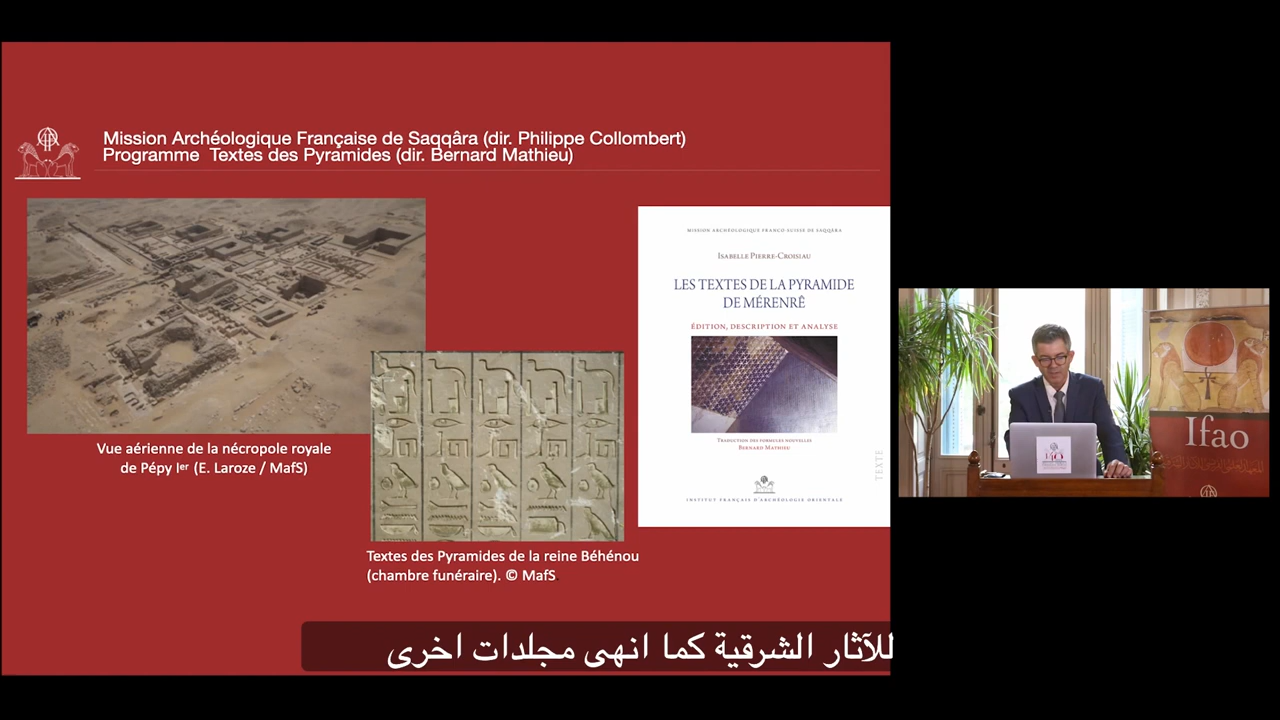 Mission Archéologique Française de Saqqâra (dir. Philippe Collombert)
Programme Textes des Pyramides (dir. Bernard Mathieu)
Vue aérienne de la nécropole royale
de Pépy Iᵉʳ (E. Laroze / MafS)
Textes des Pyramides de la reine Béhénou
(chambre funéraire). © MafS
MISSION ARCHÉOLOGIQUE FRANCO-SUISSE DE SAQQÂRA
ISABELLE PIERRE-CROISIAU
LES TEXTES DE LA PYRAMIDE
DE MÉRENRÊ
ÉDITION, DESCRIPTION ET ANALYSE
TRADUCTION DES FORMULES NOUVELLES
BERNARD MATHIEU
TEXTE
INSTITUT FRANÇAIS D'ARCHÉOLOGIE ORIENTALE
Ifao
للآثار الشرقية كما انهى مجلدات اخرى